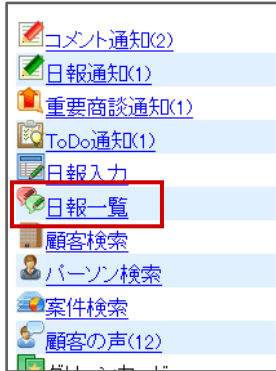 コメント通知(2)
日報通知(1)
重要商談通知(1)
ToDo通知(1)
日報入力
日報一覧
顧客検索
パーソン検索
案件検索
顧客の声(12)